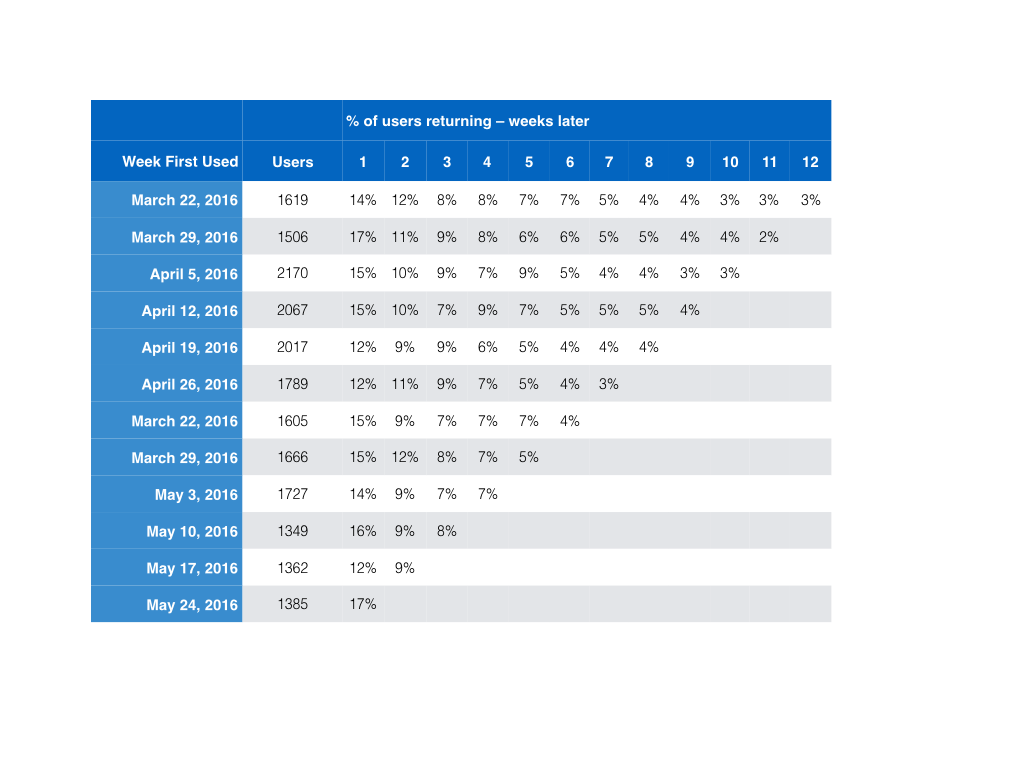 % of users returning – weeks later
Week First Used Users 1 2 3 4 5 6 7 8 9 10 11 12
March 22, 2016 1619 14% 12% 8% 8% 7% 7% 5% 4% 4% 3% 3% 3%
March 29, 2016 1506 17% 11% 9% 8% 6% 6% 5% 5% 4% 4% 2%
April 5, 2016 2170 15% 10% 9% 7% 9% 5% 4% 4% 3% 3%
April 12, 2016 2067 15% 10% 7% 9% 7% 5% 5% 5% 4%
April 19, 2016 2017 12% 9% 9% 6% 5% 4% 4% 4%
April 26, 2016 1789 12% 11% 9% 7% 5% 4% 3%
March 22, 2016 1605 15% 9% 7% 7% 7% 4%
March 29, 2016 1666 15% 12% 8% 7% 5%
May 3, 2016 1727 14% 9% 7% 7%
May 10, 2016 1349 16% 9% 8%
May 17, 2016 1362 12% 9%
May 24, 2016 1385 17%